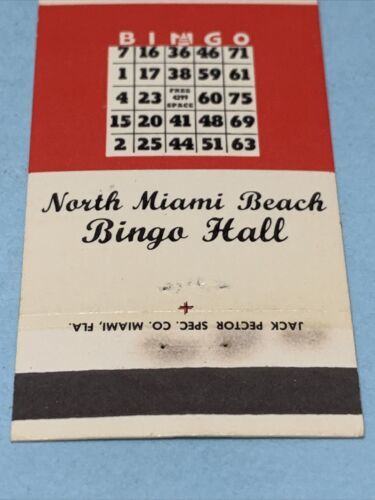 BINGO
7 16 36 46 71
1 17 38 59 61
4 23 FREE 4299 SPACE 60 75
15 20 41 48 69
2 25 44 51 63
North Miami Beach
Bingo Hall
JACK PECTOR SPEC. CO. MIAMI, FLA.